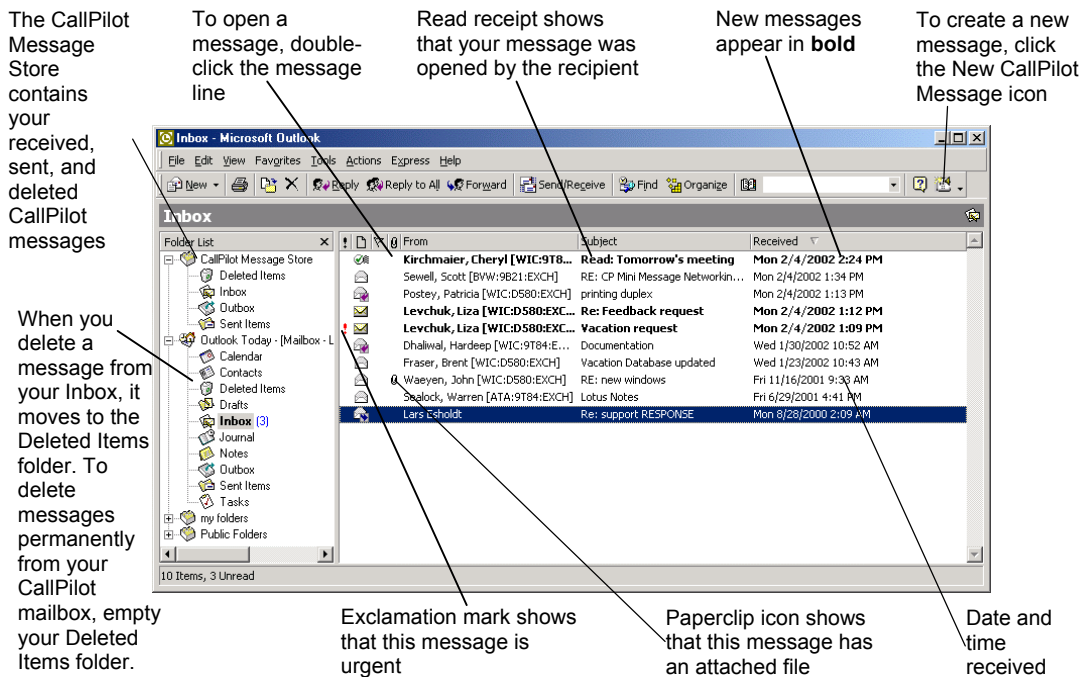 The CallPilot
Message
Store
contains
your
received,
sent, and
deleted
CallPilot
messages
To open a
message, double-
click the message
line
Read receipt shows
that your message was
opened by the recipient
New messages
appear in bold
To create a new
message, click
the New CallPilot
Message icon
When you
delete a
message from
your Inbox, it
moves to the
Deleted Items
folder. To
delete
messages
permanently
from your
CallPilot
mailbox, empty
your Deleted
Items folder.
Inbox - Microsoft Outlook
File Edit View Favorites Tools Actions Express Help
New Reply Reply to All Forward Send/Receive Find Organize
Inbox
Folder List
CallPilot Message Store
Deleted Items
Inbox
Outbox
Sent Items
Outlook Today - [Mailbox - L
Calendar
Contacts
Deleted Items
Drafts
Inbox (3)
Journal
Notes
Outbox
Sent Items
Tasks
my folders
Public Folders
From Subject Received
Kirchmaier, Cheryl [WIC:9T8... Read: Tomorrow's meeting Mon 2/4/2002 2:24 PM
Sewell, Scott [BVW:9B21:EXCH] RE: CP Mini Message Networkin... Mon 2/4/2002 1:34 PM
Postey, Patricia [WIC:D580:EXCH] printing duplex Mon 2/4/2002 1:13 PM
Levchuk, Liza [WIC:D580:EXC... Re: Feedback request Mon 2/4/2002 1:12 PM
Levchuk, Liza [WIC:D580:EXC... Vacation request Mon 2/4/2002 1:09 PM
Dhaliwal, Hardeep [WIC:9T84:E... Documentation Wed 1/30/2002 10:52 AM
Fraser, Brent [WIC:D580:EXCH] Vacation Database updated Wed 1/23/2002 10:43 AM
Waeyen, John [WIC:D580:EXCH] RE: new windows Fri 11/16/2001 9:33 AM
Sealock, Warren [ATA:9T84:EXCH] Lotus Notes Fri 6/29/2001 4:41 PM
Lars Esholdt Re: support RESPONSE Mon 8/28/2000 2:09 AM
10 Items, 3 Unread
Exclamation mark shows
that this message is
urgent
Paperclip icon shows
that this message has
an attached file
Date and
time
received